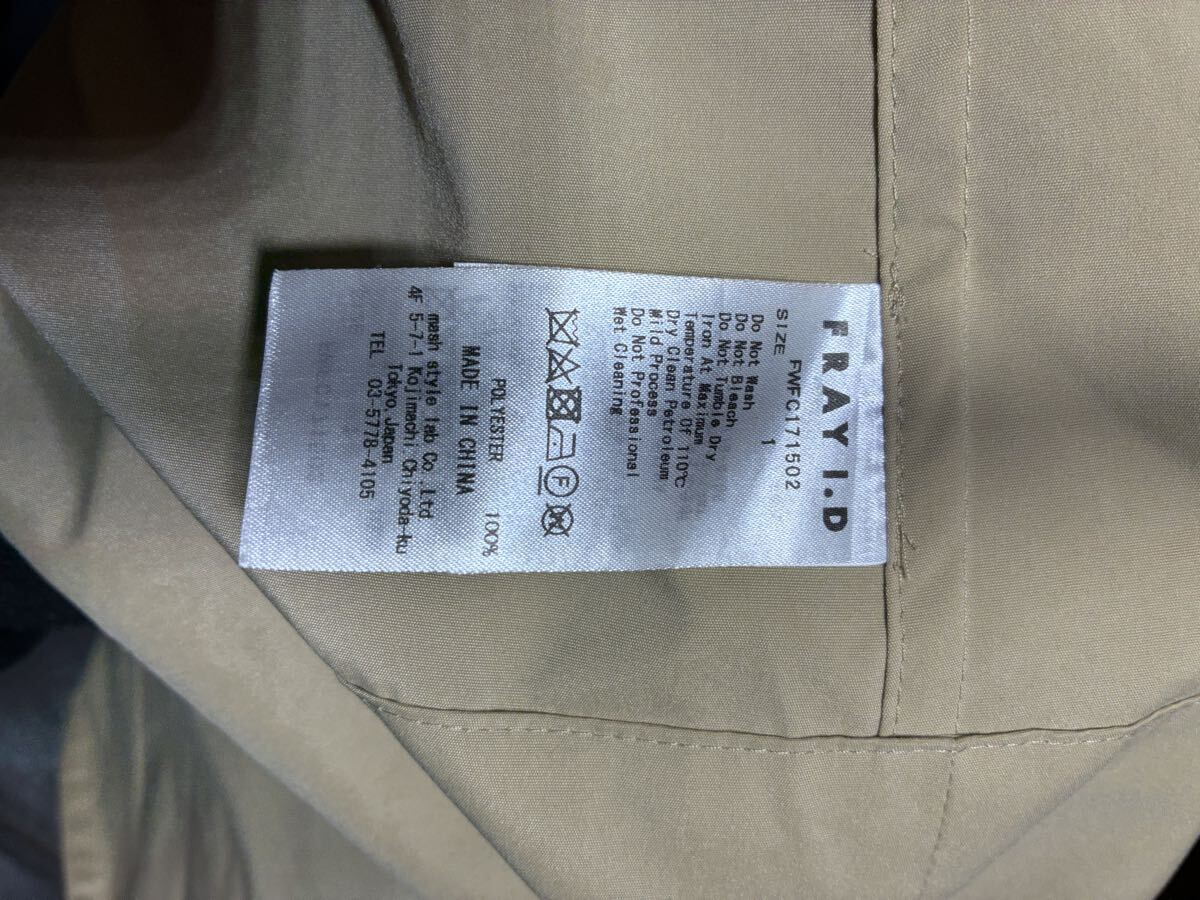 FRAY I.D
FWFC171502
SIZE 1
Do Not Wash
Do Not Bleach
Do Not Tumble Dry
Iron At Maximum
Temperature Of 110℃
Dry Clean Petroleum
Mild Process
Do Not Professional
Wet Cleaning
POLYESTER 100%
MADE IN CHINA
mash style lab Co.,Ltd
4F 5-7-1 Kojimachi Chiyoda-ku
Tokyo,Japan
TEL 03-5778-4105